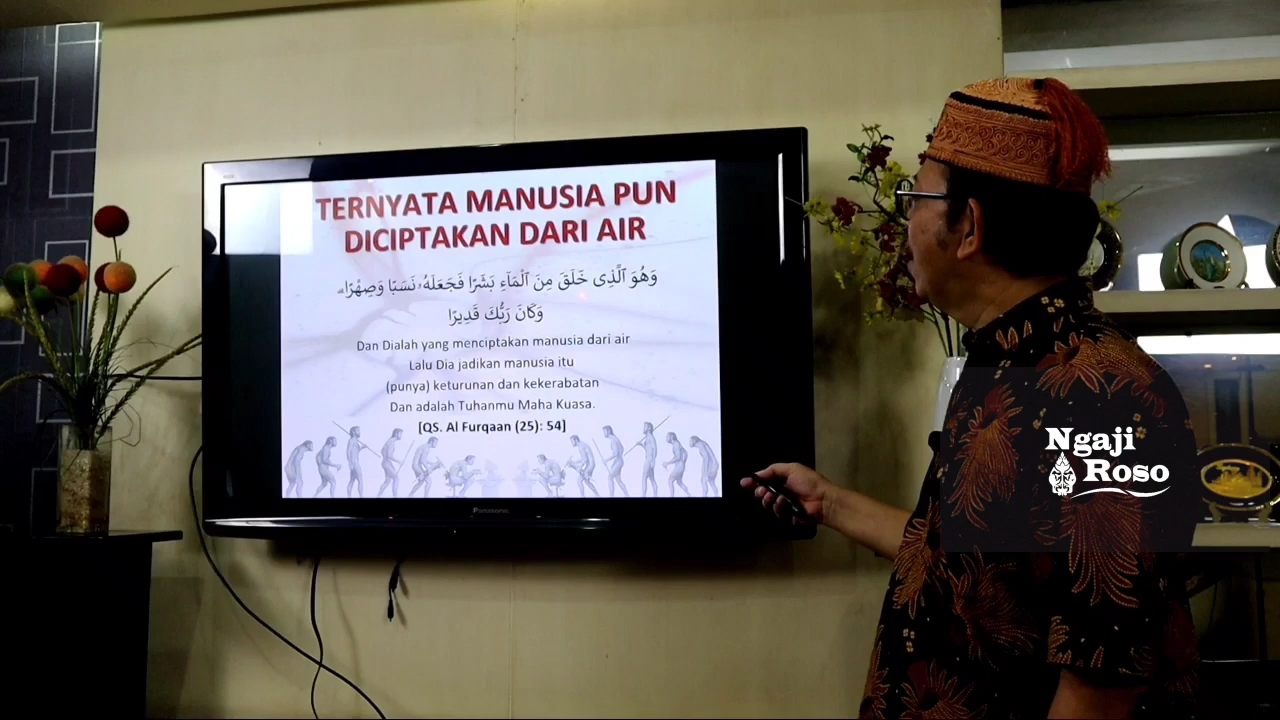 TERNYATA MANUSIA PUN
DICIPTAKAN DARI AIR
وَهُوَ ٱلَّذِى خَلَقَ مِنَ ٱلْمَآءِ بَشَرًا فَجَعَلَهُۥ نَسَبًا وَصِهْرًا ۗ
وَكَانَ رَبُّكَ قَدِيرًا
Dan Dialah yang menciptakan manusia dari air
Lalu Dia jadikan manusia itu
(punya) keturunan dan kekerabatan
Dan adalah Tuhanmu Maha Kuasa.
[QS. Al Furqaan (25): 54]
Panasonic
Ngaji
Roso